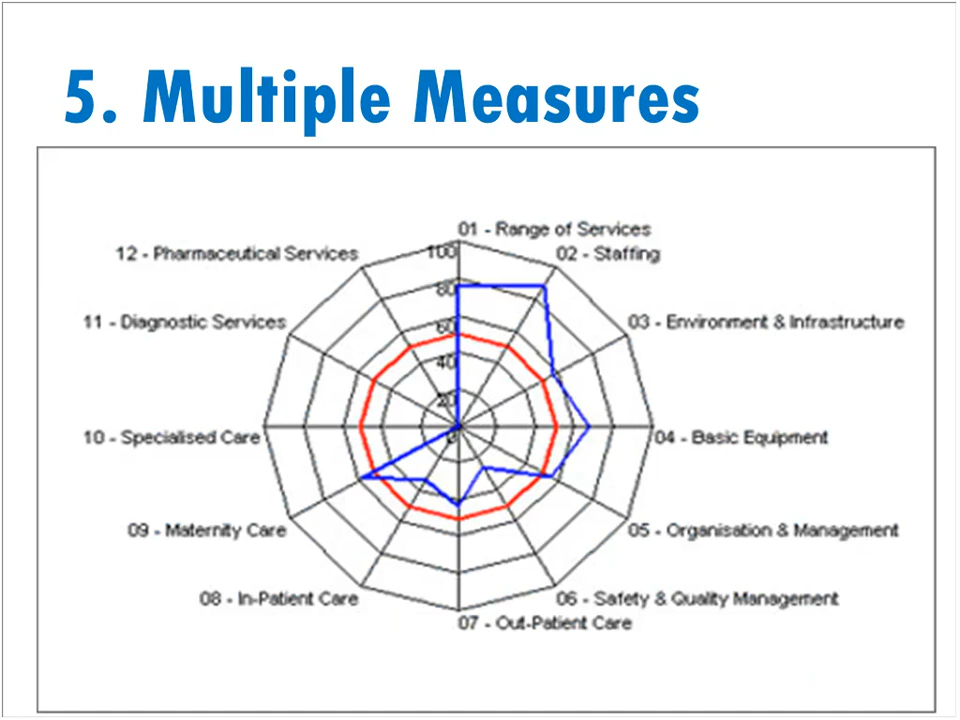 5. Multiple Measures
01 - Range of Services
12 - Pharmaceutical Services
100
02 - Staffing
80
11 - Diagnostic Services
60
03 - Environment & Infrastructure
40
20
0
10 - Specialised Care
04 - Basic Equipment
09 - Maternity Care
05 - Organisation & Management
08 - In-Patient Care
06 - Safety & Quality Management
07 - Out-Patient Care